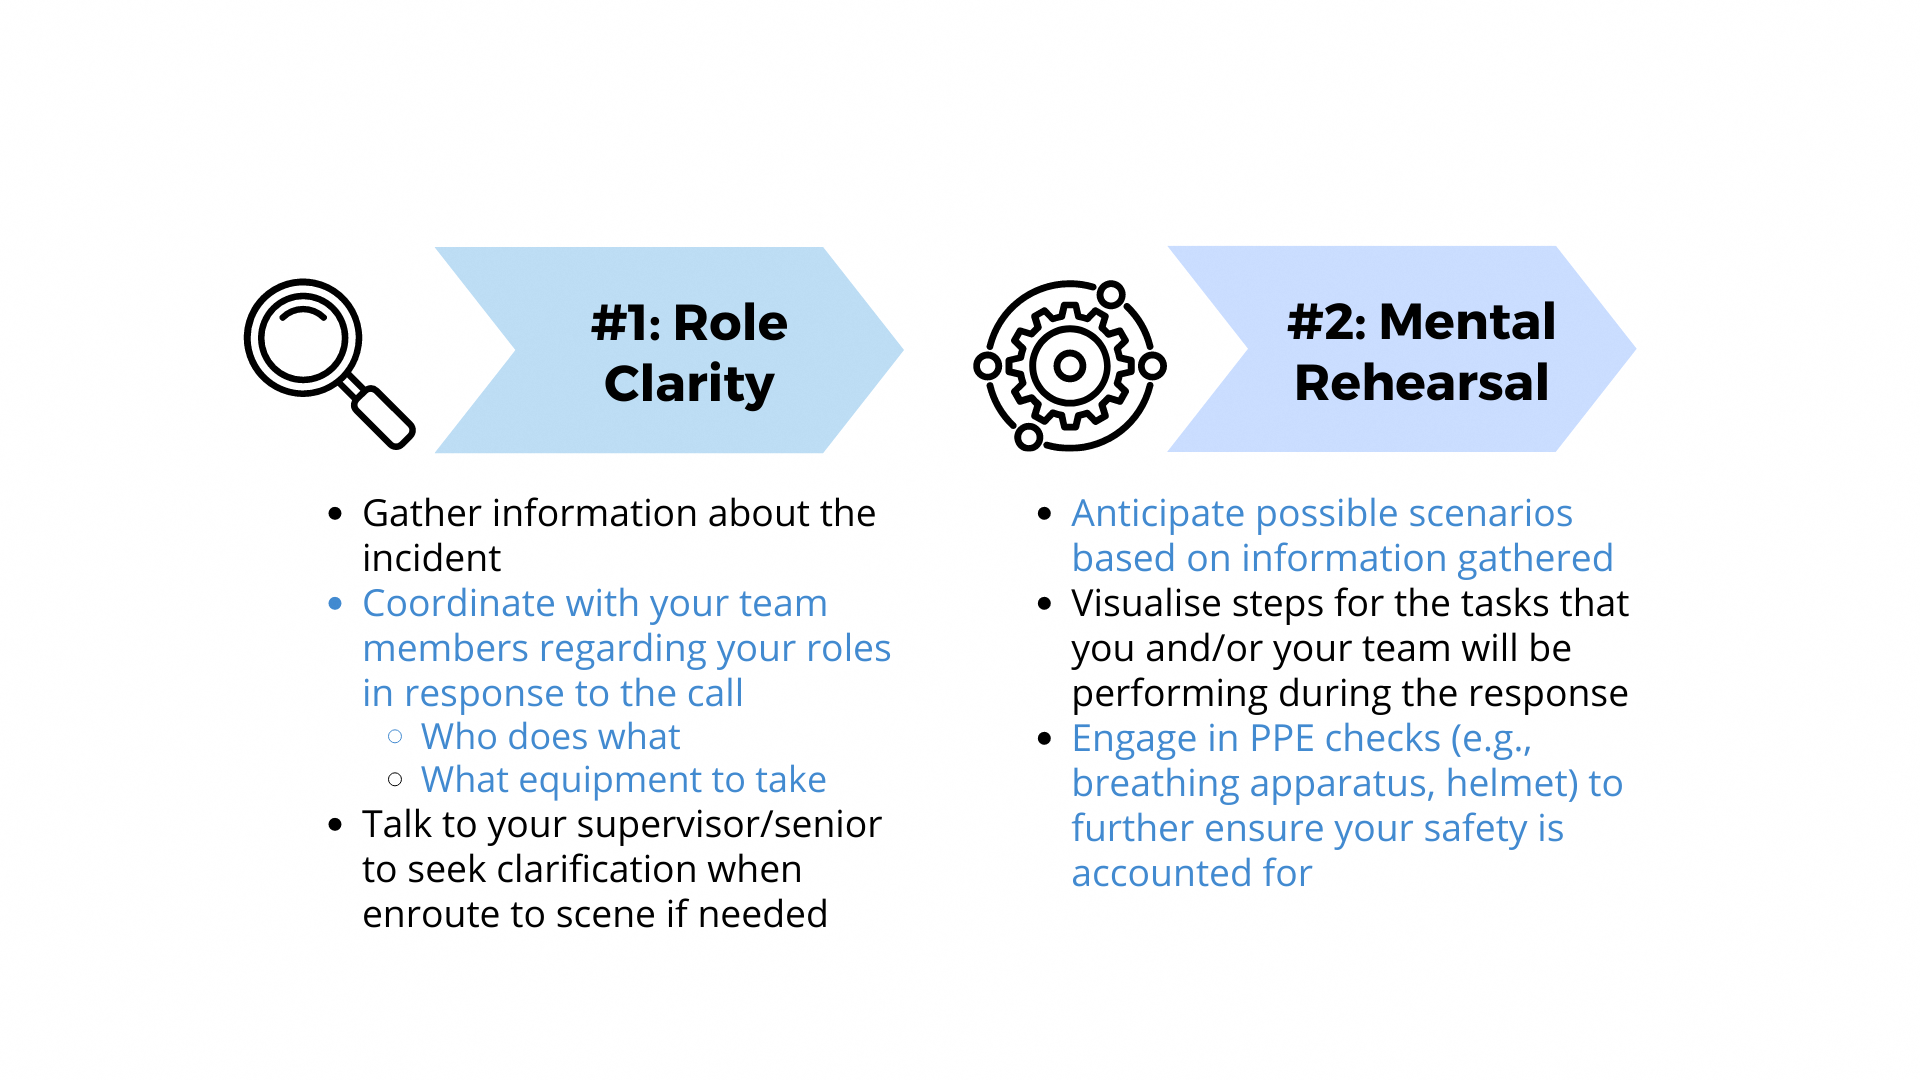 #1: Role
Clarity
Gather information about the
incident
Coordinate with your team
members regarding your roles
in response to the call
Who does what
What equipment to take
Talk to your supervisor/senior
to seek clarification when
enroute to scene if needed
#2: Mental
Rehearsal
Anticipate possible scenarios
based on information gathered
Visualise steps for the tasks that
you and/or your team will be
performing during the response
Engage in PPE checks (e.g.,
breathing apparatus, helmet) to
further ensure your safety is
accounted for